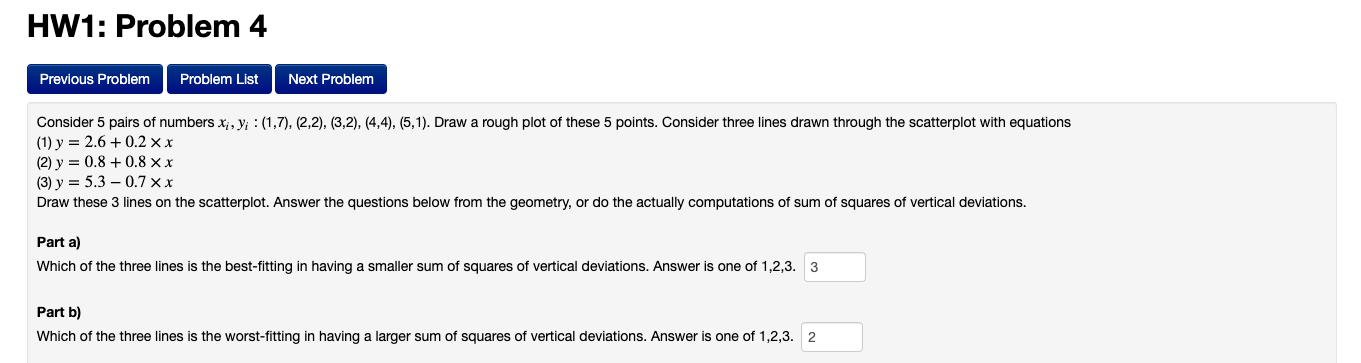 HW1: Problem 4
Previous Problem Problem List Next Problem
Consider 5 pairs of numbers xᵢ, yᵢ : (1,7), (2,2), (3,2), (4,4), (5,1). Draw a rough plot of these 5 points. Consider three lines drawn through the scatterplot with equations
(1) y = 2.6 + 0.2 × x
(2) y = 0.8 + 0.8 × x
(3) y = 5.3 − 0.7 × x
Draw these 3 lines on the scatterplot. Answer the questions below from the geometry, or do the actually computations of sum of squares of vertical deviations.
Part a)
Which of the three lines is the best-fitting in having a smaller sum of squares of vertical deviations. Answer is one of 1,2,3. 3
Part b)
Which of the three lines is the worst-fitting in having a larger sum of squares of vertical deviations. Answer is one of 1,2,3. 2